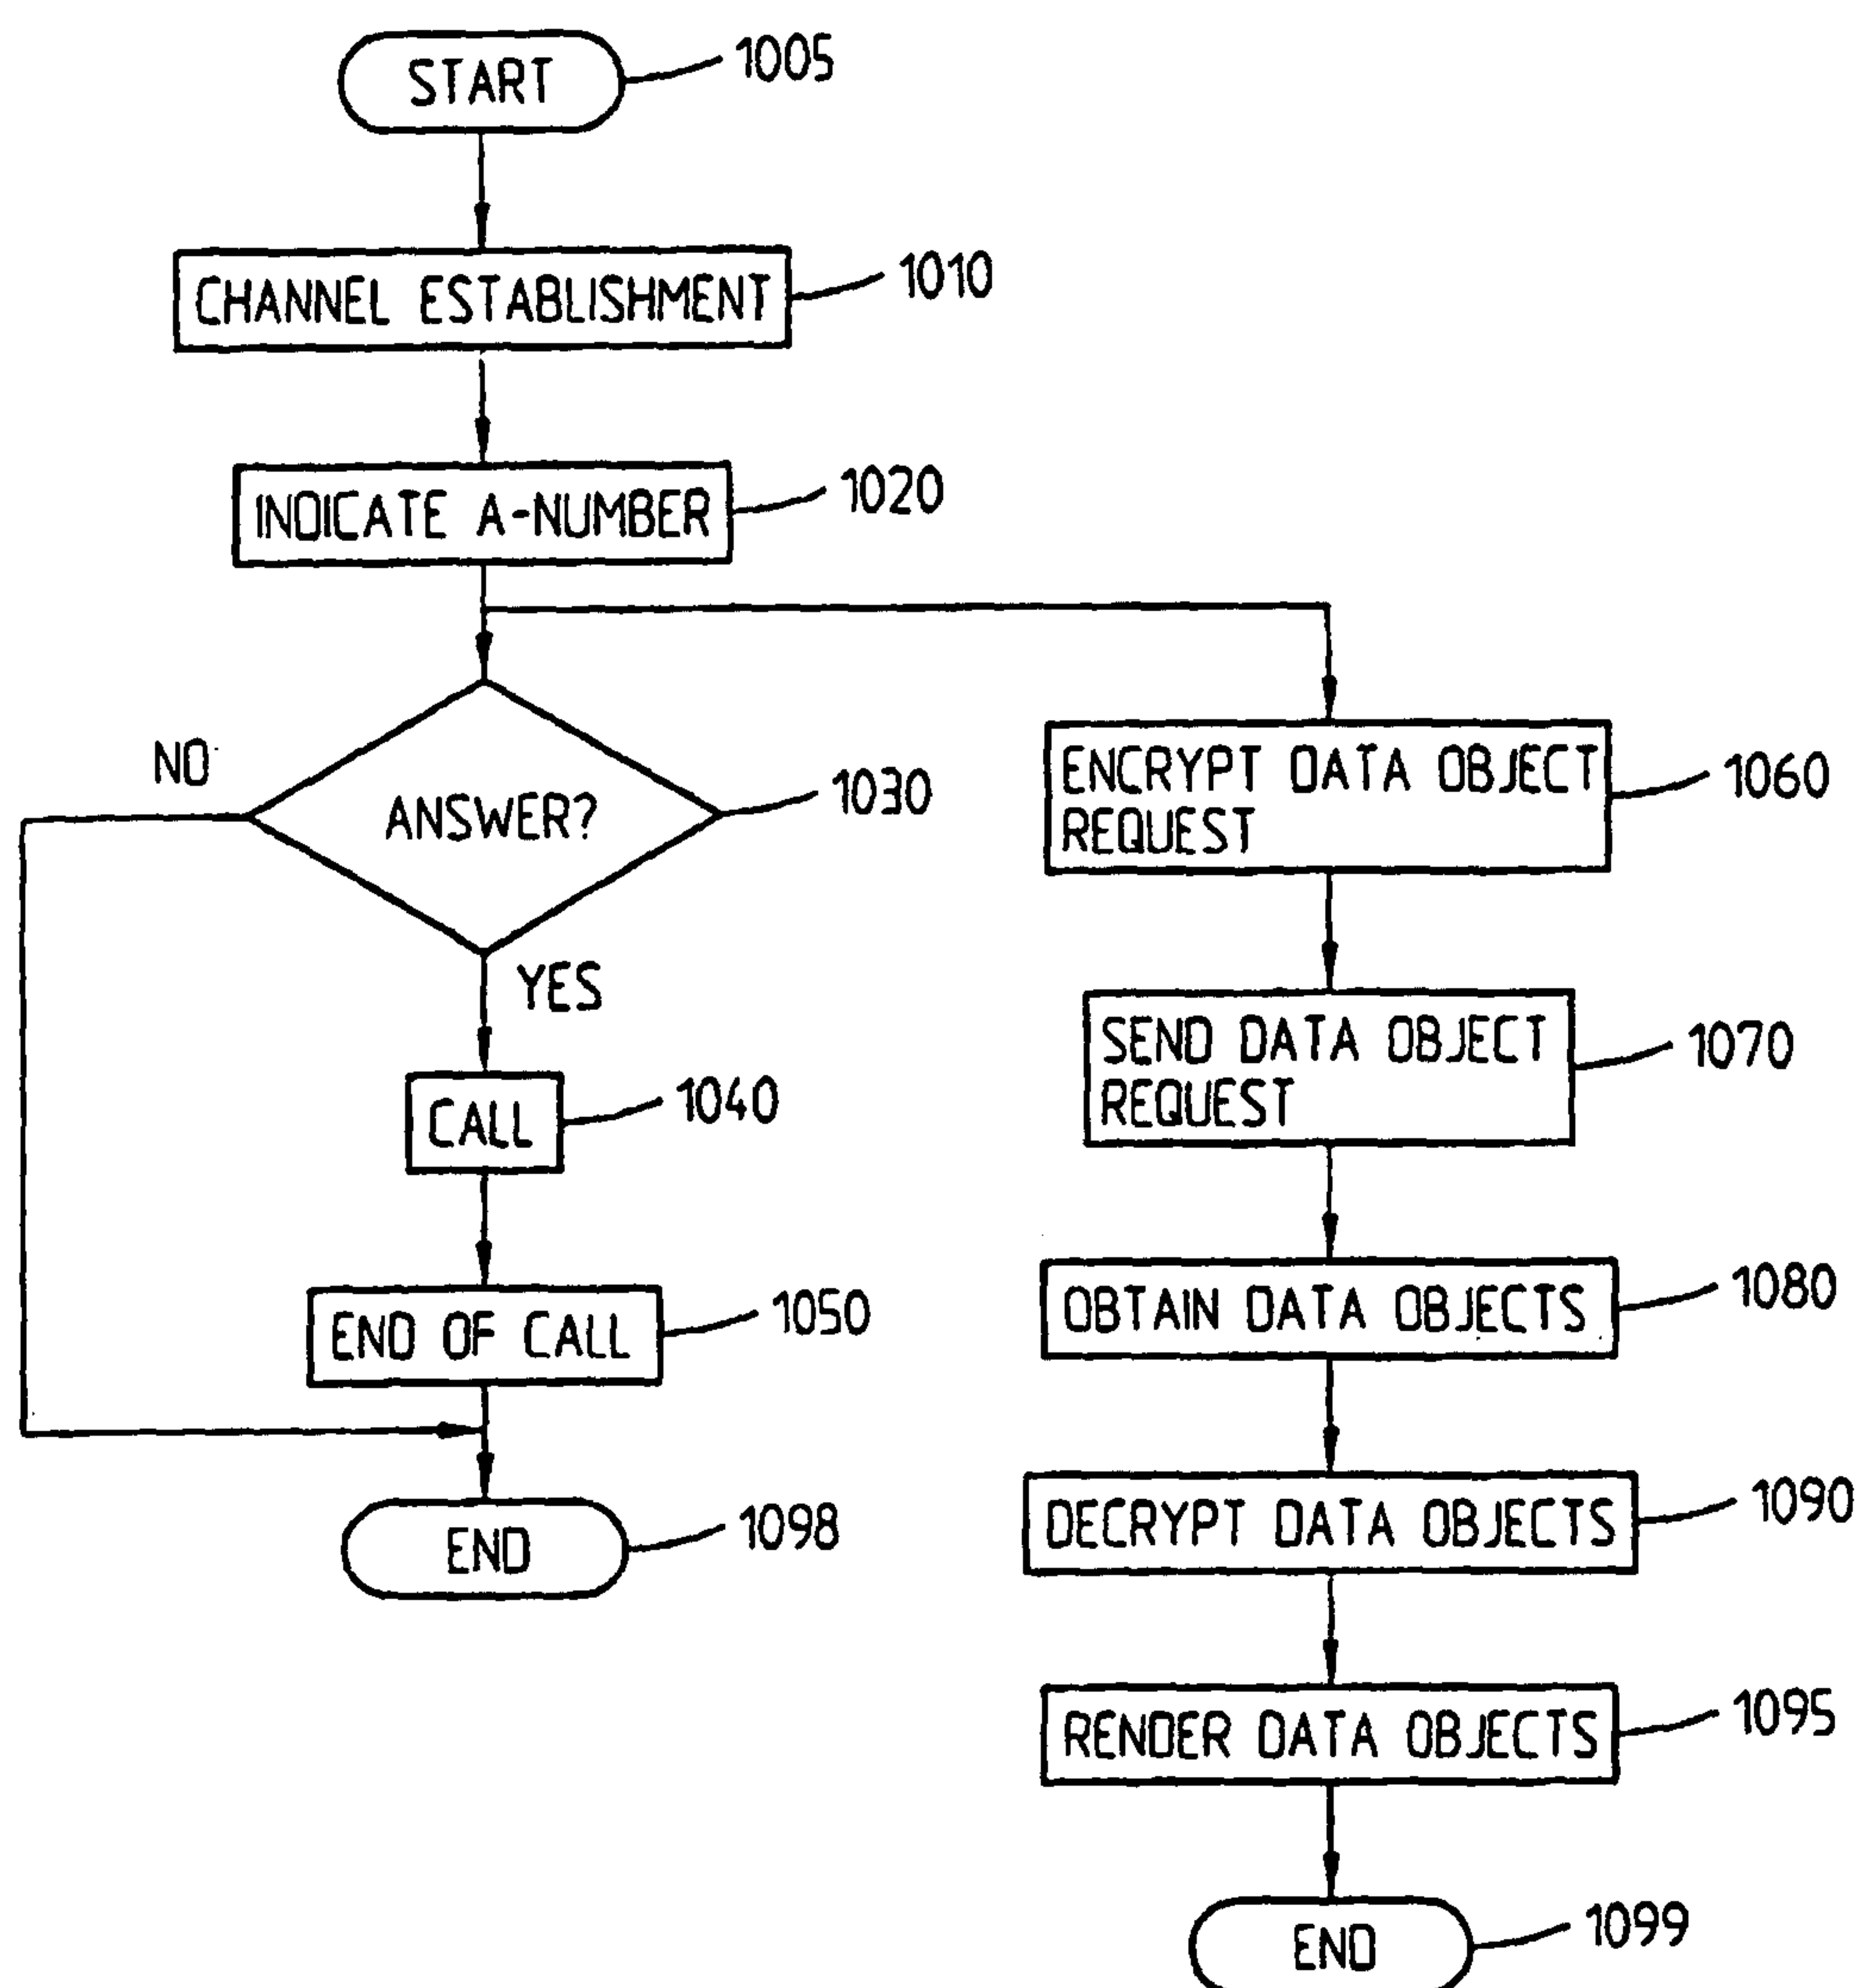 START
1005
CHANNEL ESTABLISHMENT
1010
INDICATE A-NUMBER
1020
NO
ANSWER?
1030
YES
CALL
1040
END OF CALL
1050
END
1098
ENCRYPT DATA OBJECT
REQUEST
1060
SEND DATA OBJECT
REQUEST
1070
OBTAIN DATA OBJECTS
1080
DECRYPT DATA OBJECTS
1090
RENDER DATA OBJECTS
1095
END
1099